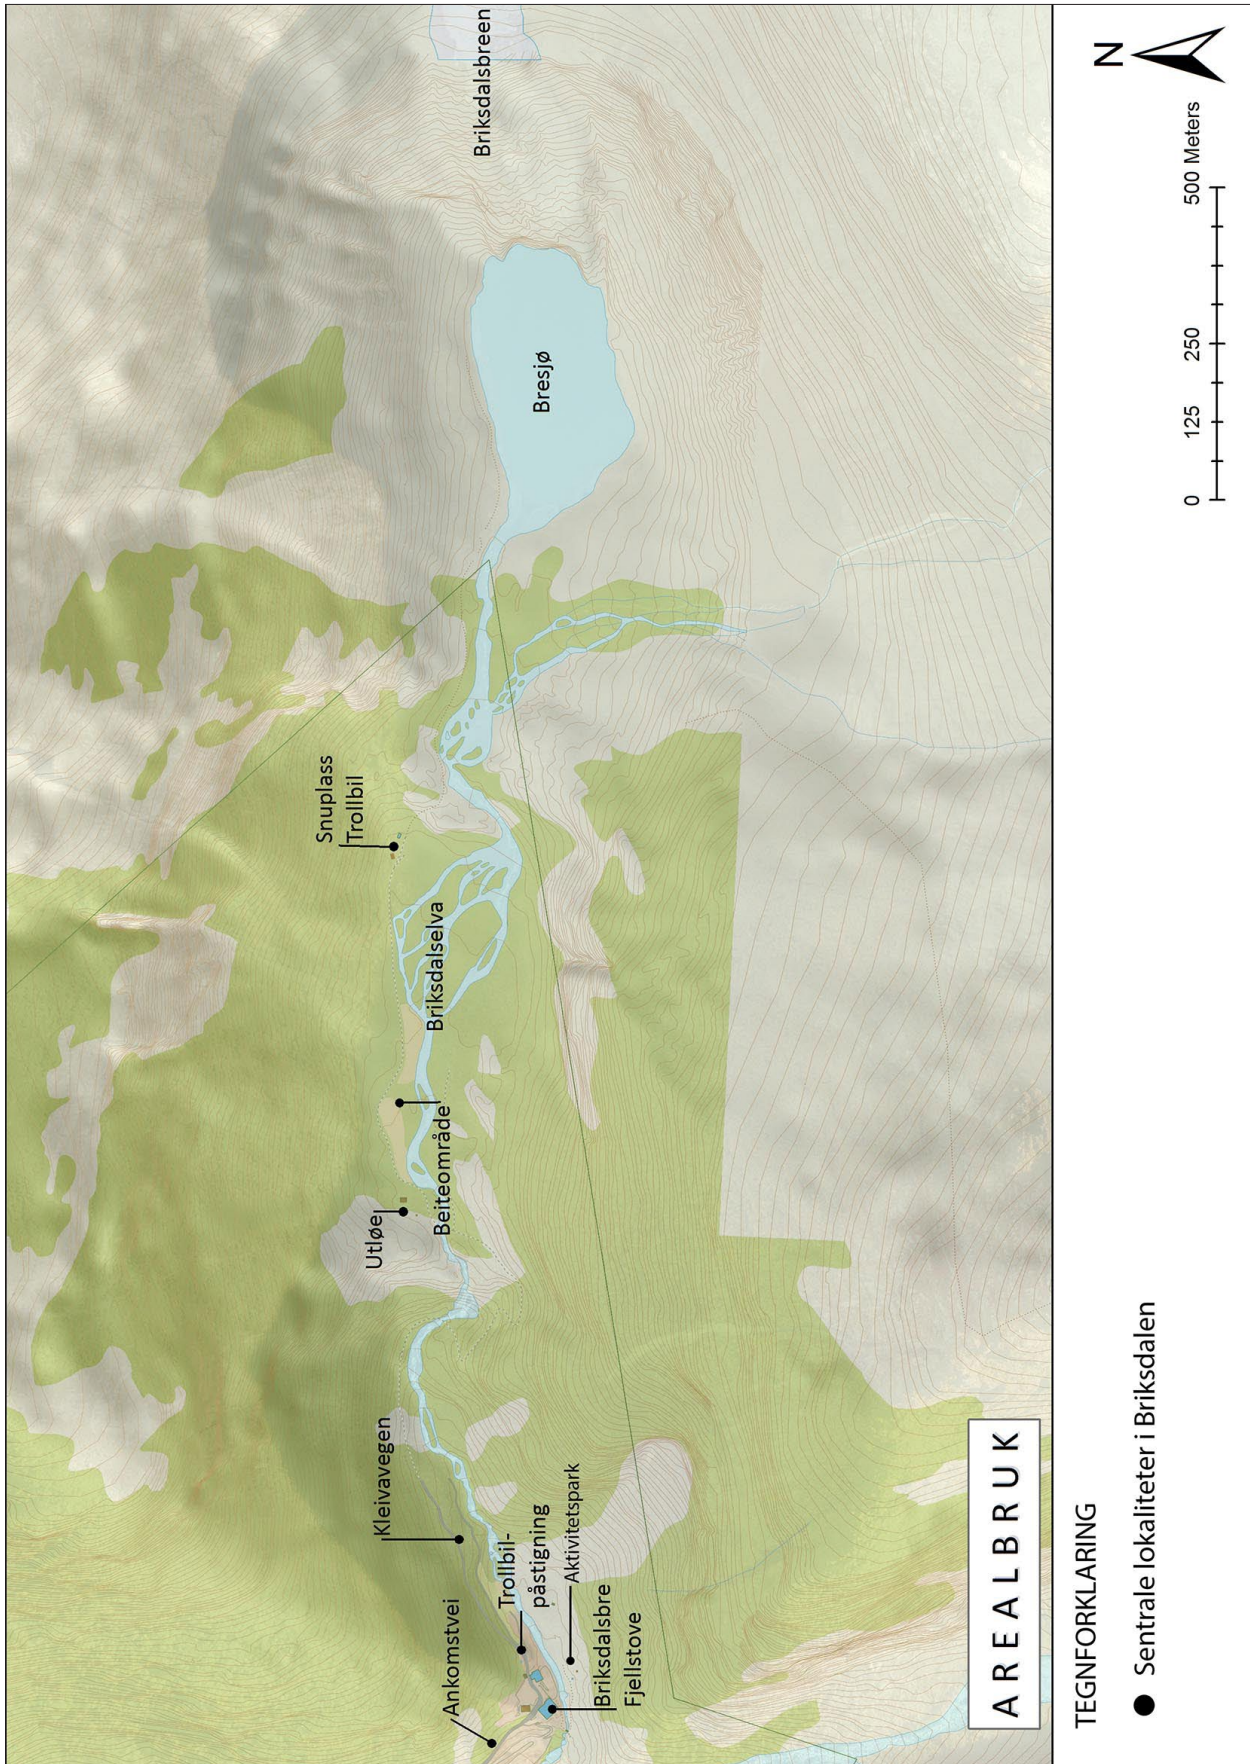 Ankomstvei
Kleivavegen
Trollbil-
påstigning
Aktivitetspark
Briksdalsbre
Fjellstove
Utløe
Beiteområde
Briksdalselva
Snuplass
Trollbil
Bresjø
Briksdalsbreen
AREALBRUK
TEGNFORKLARING
Sentrale lokaliteter i Briksdalen
0 125 250 500 Meters
N